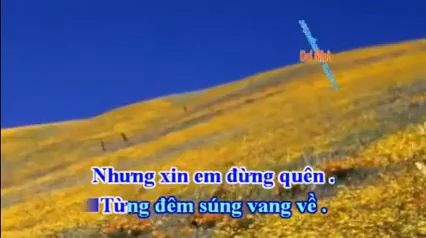 Nhưng xin em đừng quên .
Từng đêm súng vang về .